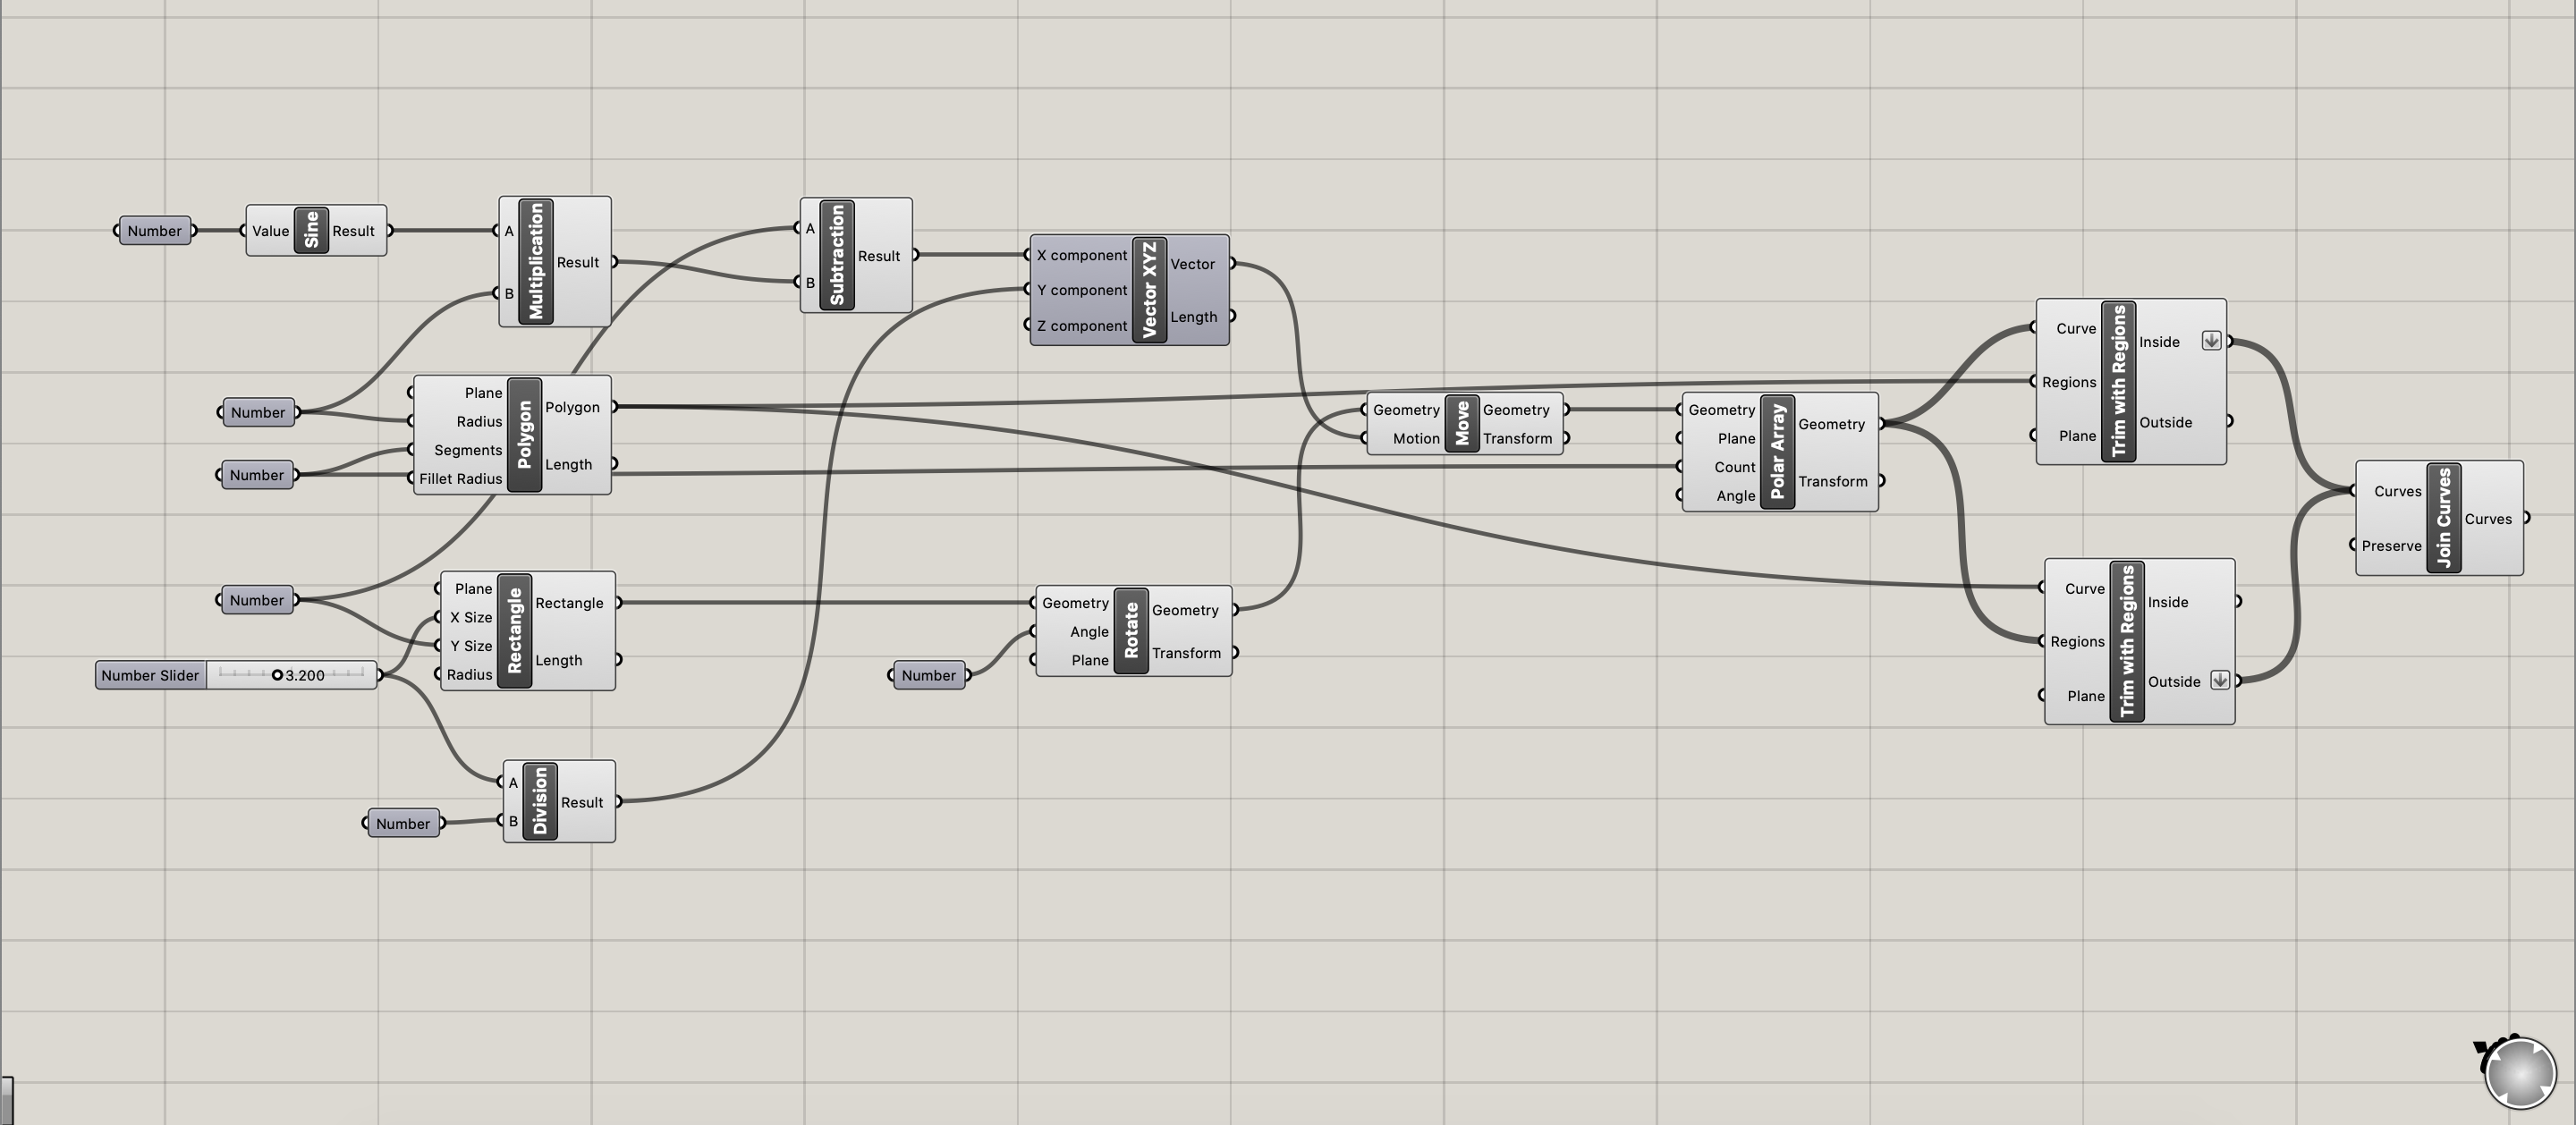 Number
Value
Sine
Result
A
B
Multiplication
Result
A
B
Subtraction
Result
X component
Y component
Z component
Vector XYZ
Vector
Length
Number
Number
Plane
Radius
Segments
Fillet Radius
Polygon
Polygon
Length
Geometry
Motion
Move
Geometry
Transform
Geometry
Plane
Count
Angle
Polar Array
Geometry
Transform
Curve
Regions
Plane
Trim with Regions
Inside
Outside
Curves
Preserve
Join Curves
Curves
Number
Number Slider
3.200
Plane
X Size
Y Size
Radius
Rectangle
Rectangle
Length
Number
Geometry
Angle
Plane
Rotate
Geometry
Transform
Curve
Regions
Plane
Trim with Regions
Inside
Outside
Number
A
B
Division
Result